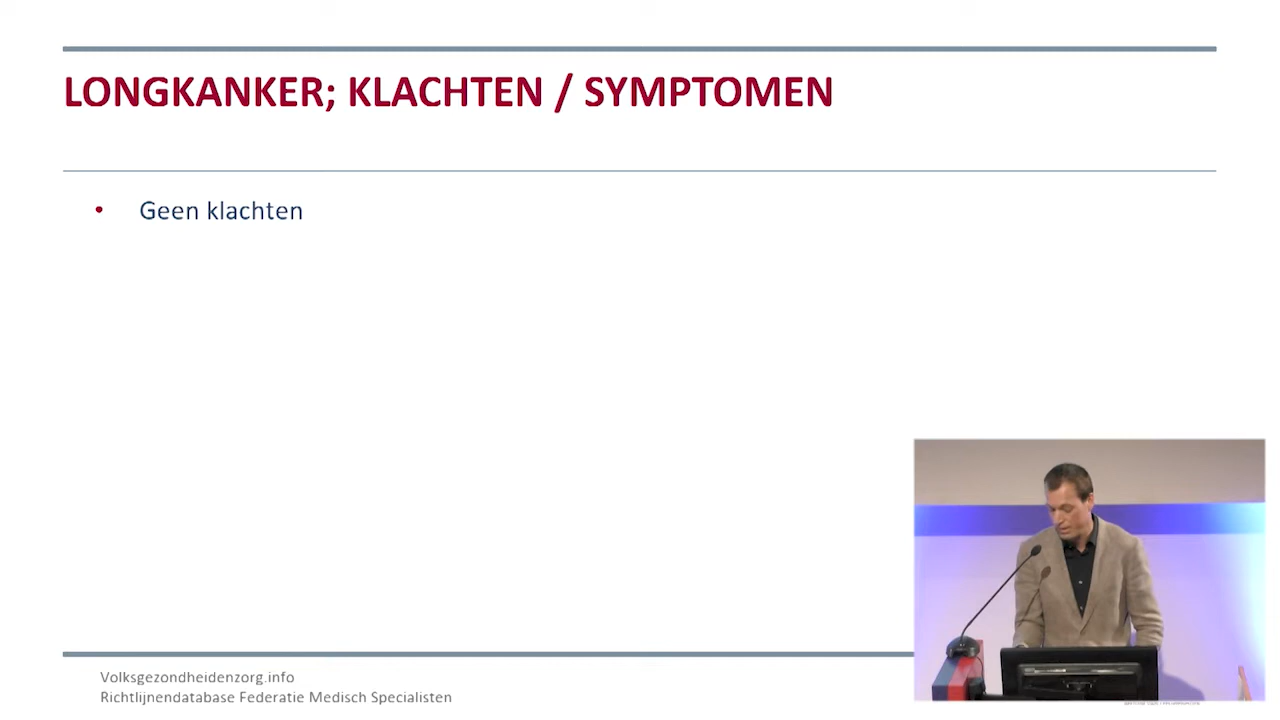 LONGKANKER; KLACHTEN / SYMPTOMEN
• Geen klachten
Volksgezondheidenzorg.info
Richtlijnendatabase Federatie Medisch Specialisten